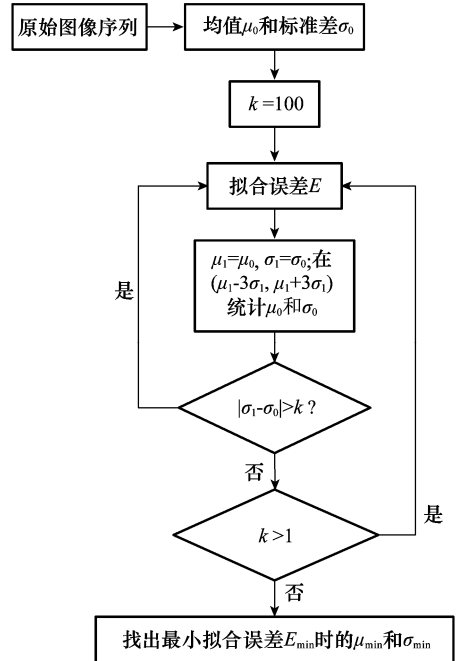 原始图像序列
均值μ₀和标准差σ₀
k=100
拟合误差E
μ₁=μ₀, σ₁=σ₀;在
(μ₁-3σ₁, μ₁+3σ₁)
统计μ₀和σ₀
是
|σ₁-σ₀|>k ?
否
k>1
是
否
找出最小拟合误差Emin时的μmin和σmin